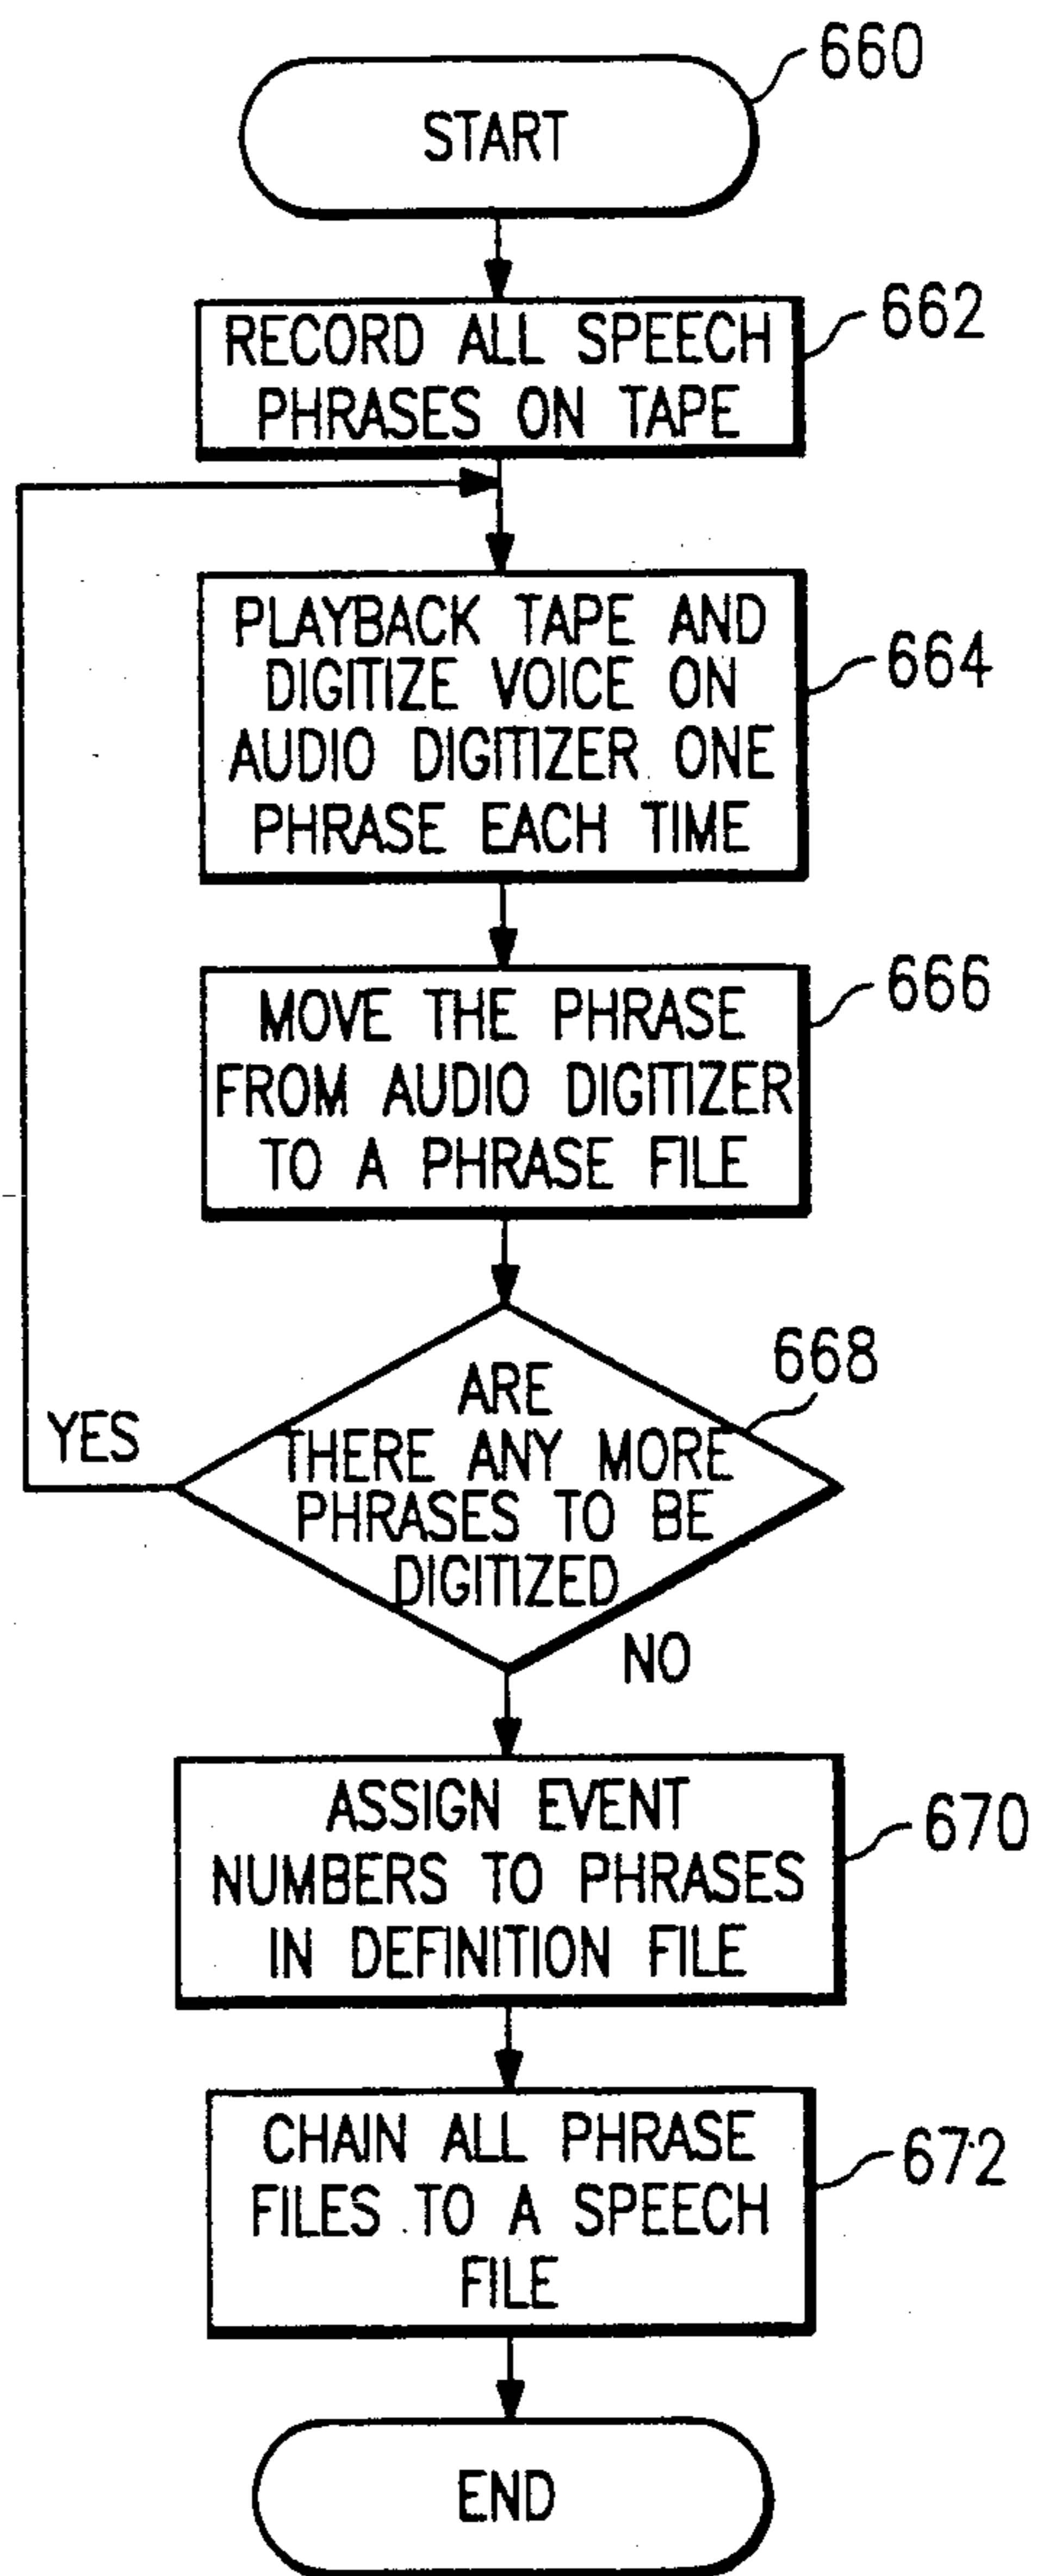 660
START
662
RECORD ALL SPEECH
PHRASES ON TAPE
664
PLAYBACK TAPE AND
DIGITIZE VOICE ON
AUDIO DIGITIZER ONE
PHRASE EACH TIME
666
MOVE THE PHRASE
FROM AUDIO DIGITIZER
TO A PHRASE FILE
668
ARE
THERE ANY MORE
PHRASES TO BE
DIGITIZED
YES
NO
670
ASSIGN EVENT
NUMBERS TO PHRASES
IN DEFINITION FILE
672
CHAIN ALL PHRASE
FILES TO A SPEECH
FILE
END